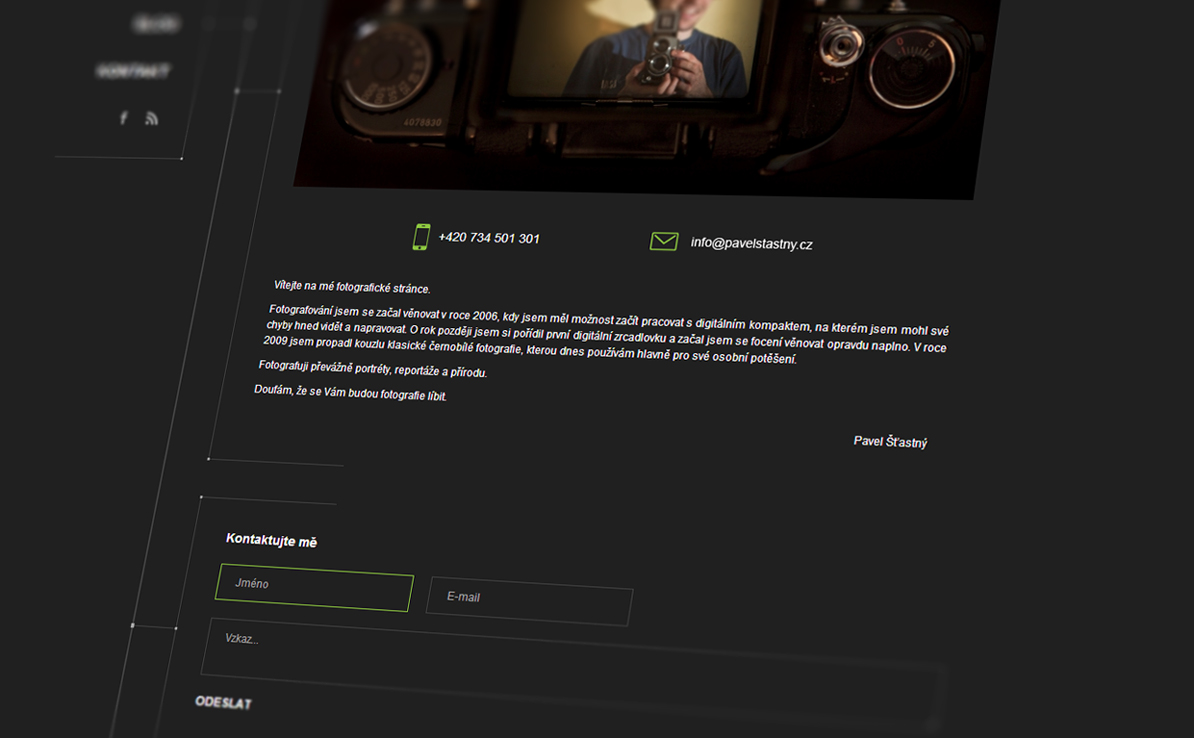 BLOG
KONTAKT
4078830
+420 734 501 301
info@pavelstastny.cz
Vítejte na mé fotografické stránce.
Fotografování jsem se začal věnovat v roce 2006, kdy jsem měl možnost začít pracovat s digitálním kompaktem, na kterém jsem mohl své
chyby hned vidět a napravovat. O rok později jsem si pořídil první digitální zrcadlovku a začal jsem se focení věnovat opravdu naplno. V roce
2009 jsem propadl kouzlu klasické černobílé fotografie, kterou dnes používám hlavně pro své osobní potěšení.
Fotografuji převážně portréty, reportáže a přírodu.
Doufám, že se Vám budou fotografie líbit.
Pavel Šťastný
Kontaktujte mě
Jméno
E-mail
Vzkaz...
ODESLAT